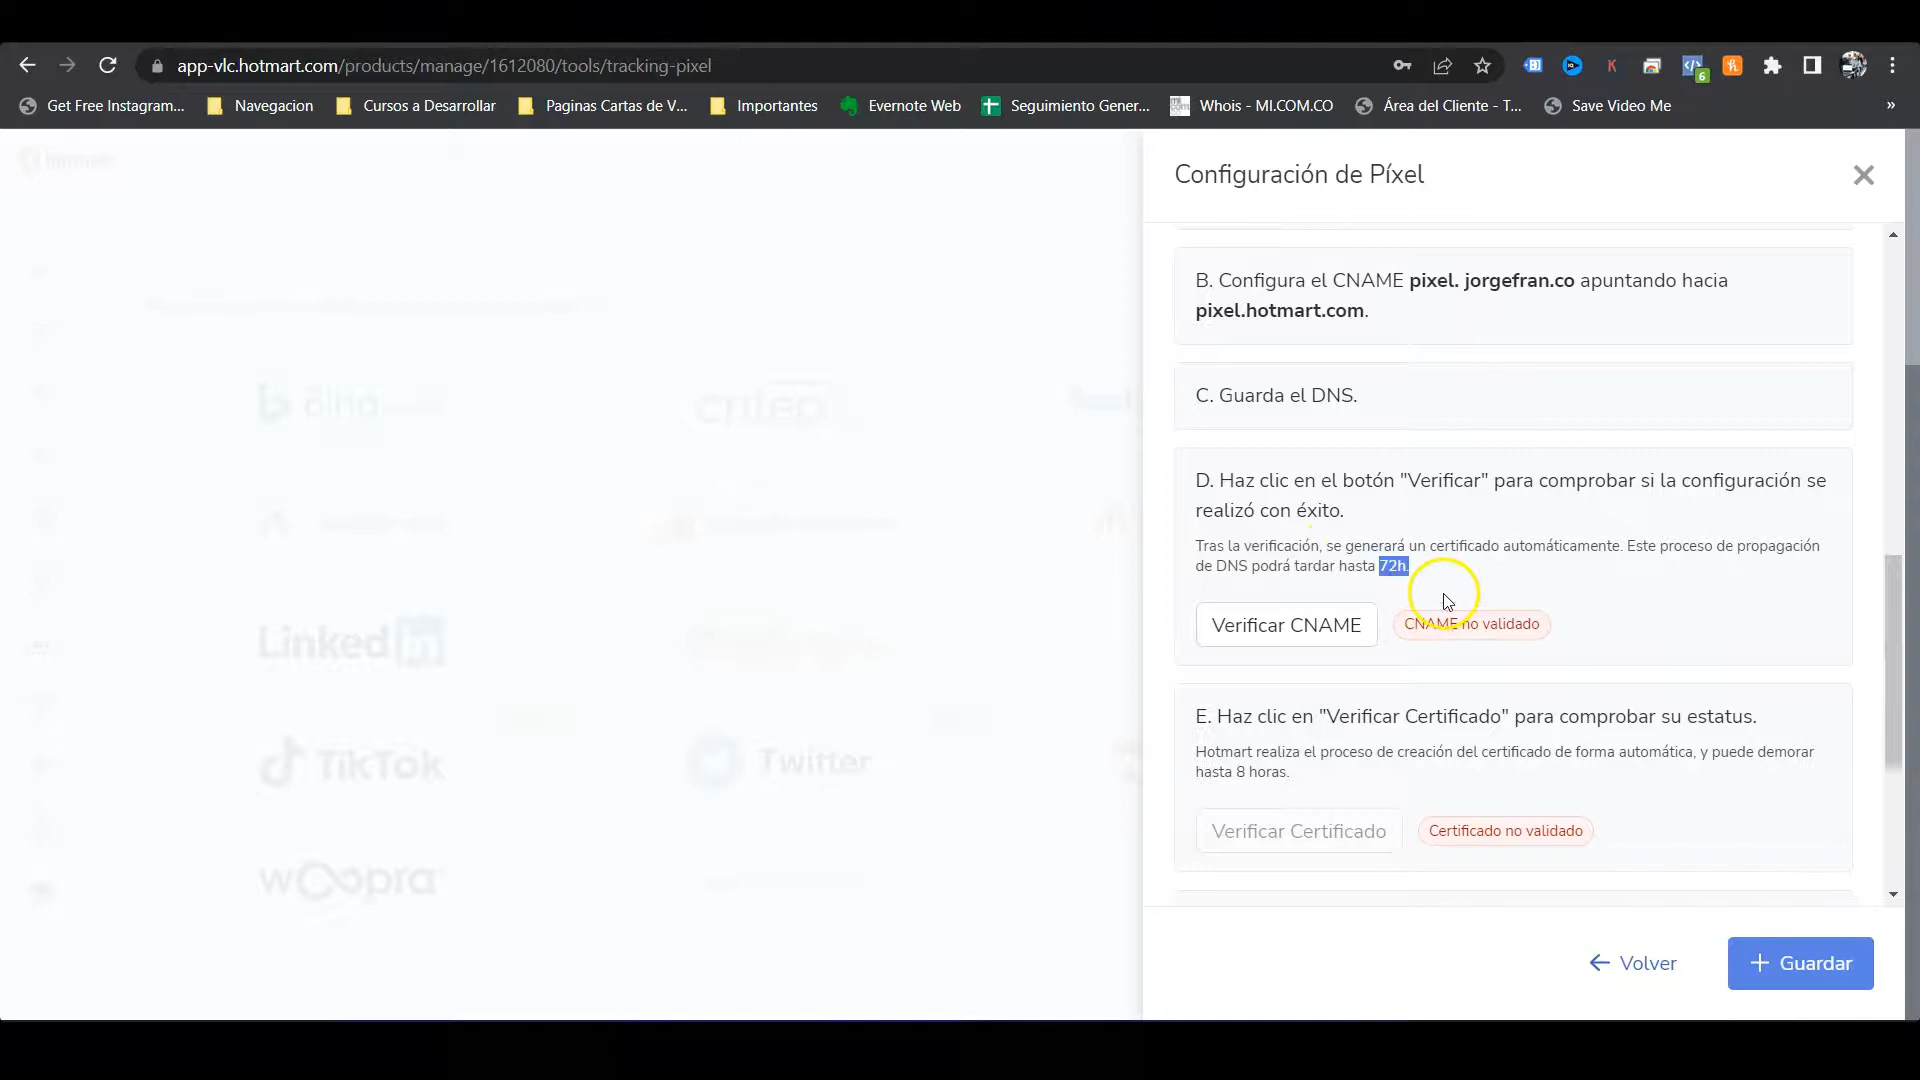 app-vlc.hotmart.com/products/manage/1612080/tools/tracking-pixel
Get Free Instagram...
Navegacion
Cursos a Desarrollar
Paginas Cartas de V...
Importantes
Evernote Web
Seguimiento Gener...
Whois - MI.COM.CO
Área del Cliente - T...
Save Video Me
»
Configuración de Píxel
B. Configura el CNAME pixel. jorgefran.co apuntando hacia
pixel.hotmart.com.
C. Guarda el DNS.
D. Haz clic en el botón "Verificar" para comprobar si la configuración se
realizó con éxito.
Tras la verificación, se generará un certificado automáticamente. Este proceso de propagación
de DNS podrá tardar hasta 72h.
Verificar CNAME
CNAME no validado
E. Haz clic en "Verificar Certificado" para comprobar su estatus.
Hotmart realiza el proceso de creación del certificado de forma automática, y puede demorar
hasta 8 horas.
Verificar Certificado
Certificado no validado
Volver
Guardar
Linked in
TikTok
Twitter
woopra